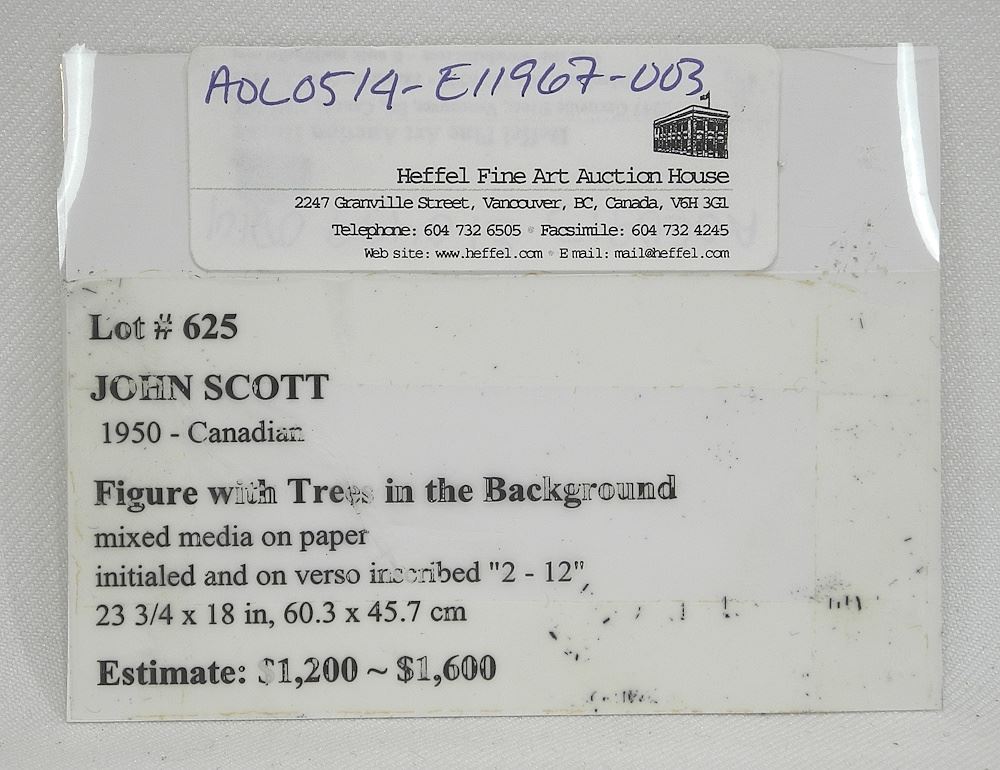 AOL0514-E11967-003
Heffel Fine Art Auction House
2247 Granville Street, Vancouver, BC, Canada, V6H 3G1
Telephone: 604 732 6505 • Facsimile: 604 732 4245
Web site: www.heffel.com • Email: mail@heffel.com
Lot # 625
JOHN SCOTT
1950 - Canadian
Figure with Trees in the Background
mixed media on paper
initialed and on verso inscribed "2 - 12",
23 3/4 x 18 in, 60.3 x 45.7 cm
Estimate: $1,200 ~ $1,600